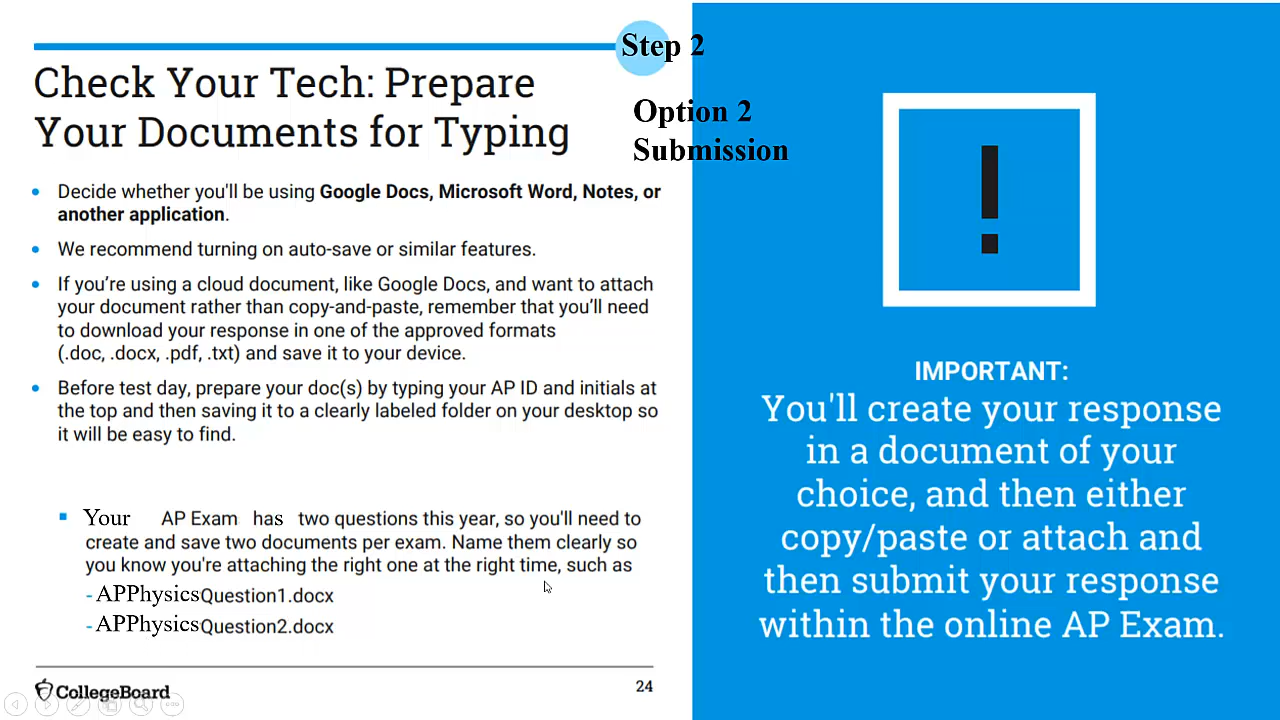 Step 2
Check Your Tech: Prepare
Your Documents for Typing
Option 2
Submission
• Decide whether you'll be using Google Docs, Microsoft Word, Notes, or
another application.
• We recommend turning on auto-save or similar features.
• If you're using a cloud document, like Google Docs, and want to attach
your document rather than copy-and-paste, remember that you'll need
to download your response in one of the approved formats
(.doc, .docx, .pdf, .txt) and save it to your device.
• Before test day, prepare your doc(s) by typing your AP ID and initials at
the top and then saving it to a clearly labeled folder on your desktop so
it will be easy to find.
▪ Your AP Exam has two questions this year, so you'll need to
create and save two documents per exam. Name them clearly so
you know you're attaching the right one at the right time, such as
-APPhysicsQuestion1.docx
-APPhysicsQuestion2.docx
CollegeBoard
24
!
IMPORTANT:
You'll create your response
in a document of your
choice, and then either
copy/paste or attach and
then submit your response
within the online AP Exam.